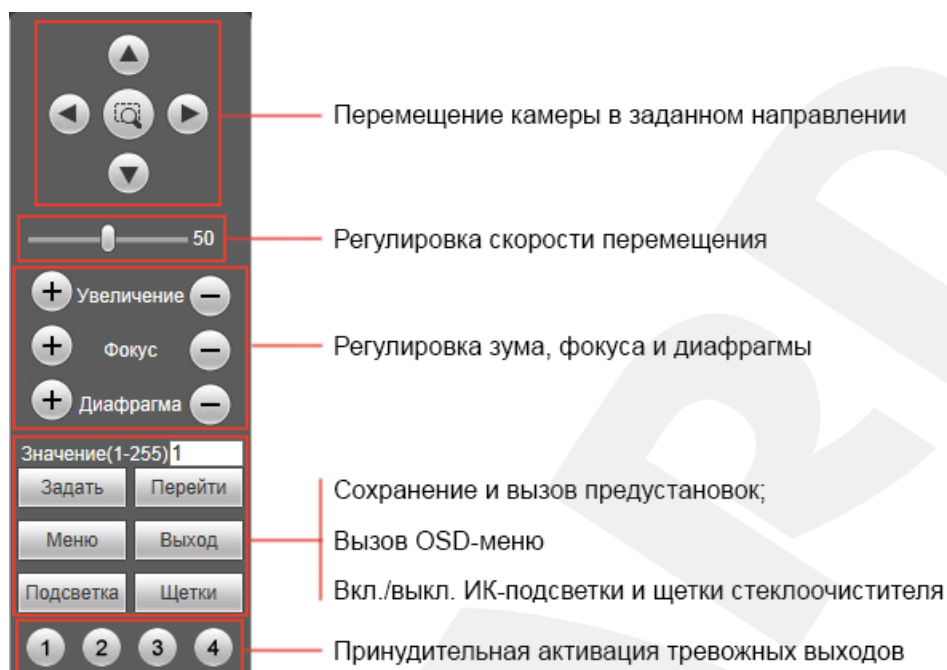 Перемещение камеры в заданном направлении
50
Регулировка скорости перемещения
+ Увеличение −
+ Фокус −
Регулировка зума, фокуса и диафрагмы
+ Диафрагма −
Значение(1-255) 1
Задать Перейти
Сохранение и вызов предустановок;
Меню Выход
Вызов OSD-меню
Подсветка Щетки
Вкл./выкл. ИК-подсветки и щетки стеклоочистителя
1 2 3 4
Принудительная активация тревожных выходов